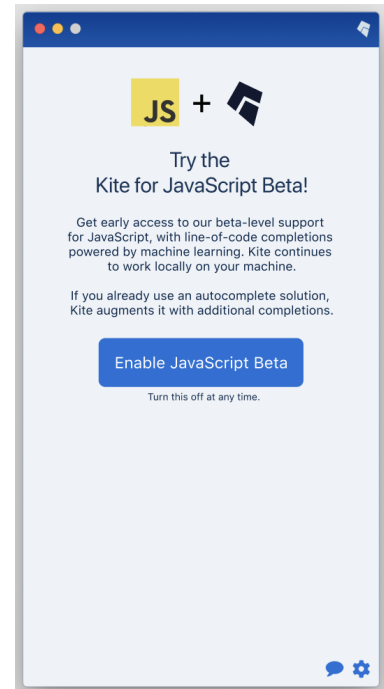 JS +
Try the
Kite for JavaScript Beta!
Get early access to our beta-level support
for JavaScript, with line-of-code completions
powered by machine learning. Kite continues
to work locally on your machine.
If you already use an autocomplete solution,
Kite augments it with additional completions.
Enable JavaScript Beta
Turn this off at any time.